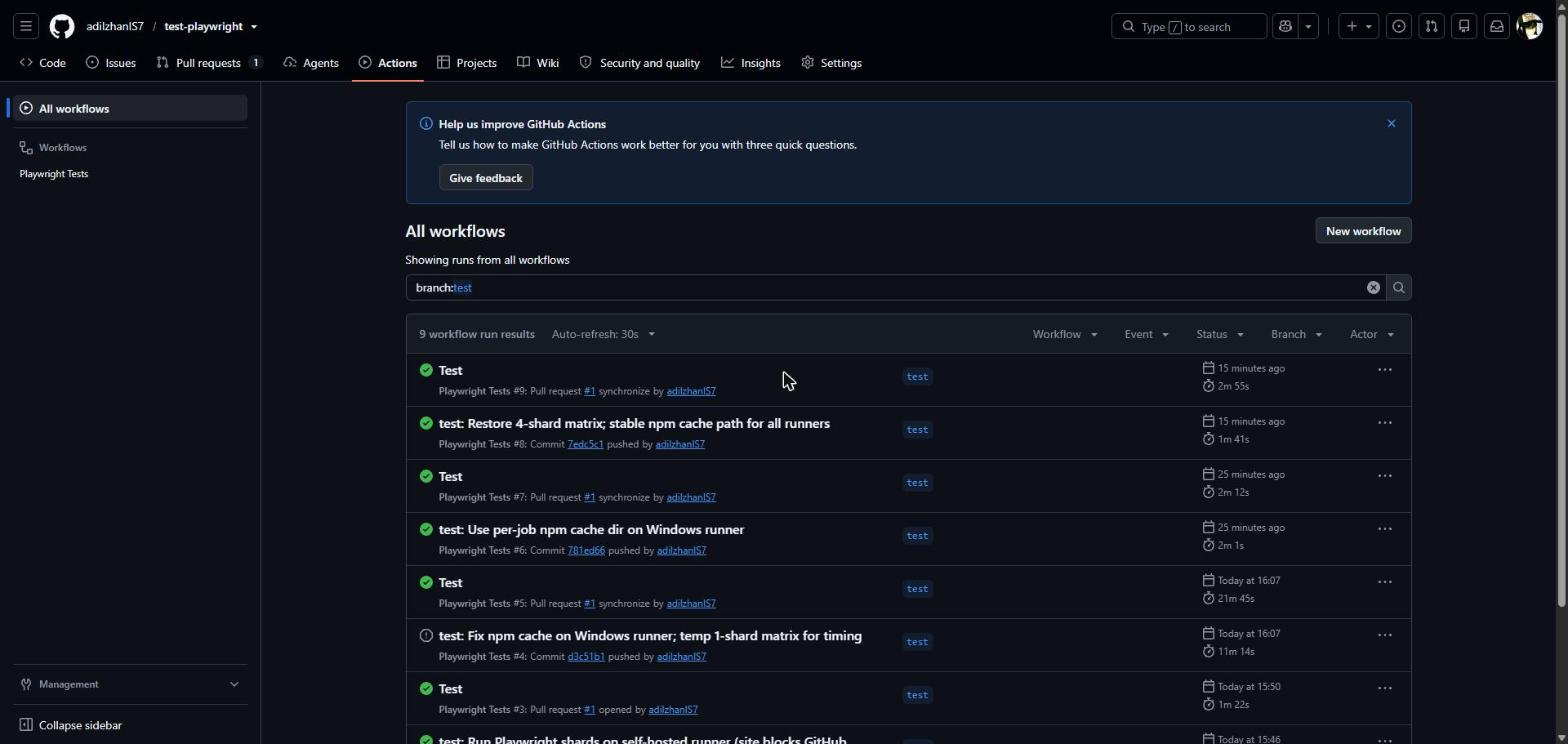 adilzhanIS7 / test-playwright
Type / to search
Code
Issues
Pull requests 1
Agents
Actions
Projects
Wiki
Security and quality
Insights
Settings
All workflows
Workflows
Playwright Tests
Management
Collapse sidebar
Help us improve GitHub Actions
Tell us how to make GitHub Actions work better for you with three quick questions.
Give feedback
All workflows
New workflow
Showing runs from all workflows
branch:test
9 workflow run results
Auto-refresh: 30s
Workflow
Event
Status
Branch
Actor
Test
Playwright Tests #9: Pull request #1 synchronize by adilzhanIS7
test
15 minutes ago
2m 55s
test: Restore 4-shard matrix; stable npm cache path for all runners
Playwright Tests #8: Commit 7edc5c1 pushed by adilzhanIS7
test
15 minutes ago
1m 41s
Test
Playwright Tests #7: Pull request #1 synchronize by adilzhanIS7
test
25 minutes ago
2m 12s
test: Use per-job npm cache dir on Windows runner
Playwright Tests #6: Commit 781ed66 pushed by adilzhanIS7
test
25 minutes ago
2m 1s
Test
Playwright Tests #5: Pull request #1 synchronize by adilzhanIS7
test
Today at 16:07
21m 45s
test: Fix npm cache on Windows runner; temp 1-shard matrix for timing
Playwright Tests #4: Commit d3c51b1 pushed by adilzhanIS7
test
Today at 16:07
11m 14s
Test
Playwright Tests #3: Pull request #1 opened by adilzhanIS7
test
Today at 15:50
1m 22s
test: Run Playwright shards on self-hosted runner (site blocks GitHub
Today at 15:46